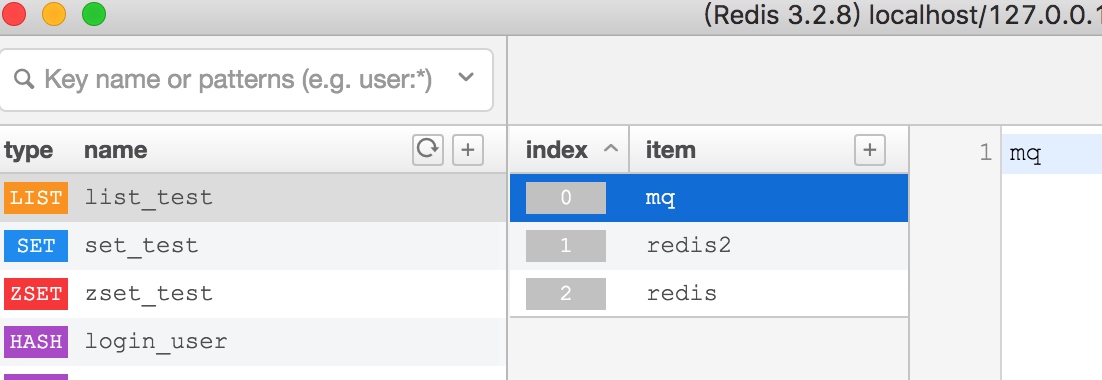 (Redis 3.2.8) localhost/127.0.0.1
Key name or patterns (e.g. user:*)
type name
LIST list_test
SET set_test
ZSET zset_test
HASH login_user
index item
0 mq
1 redis2
2 redis
1 mq